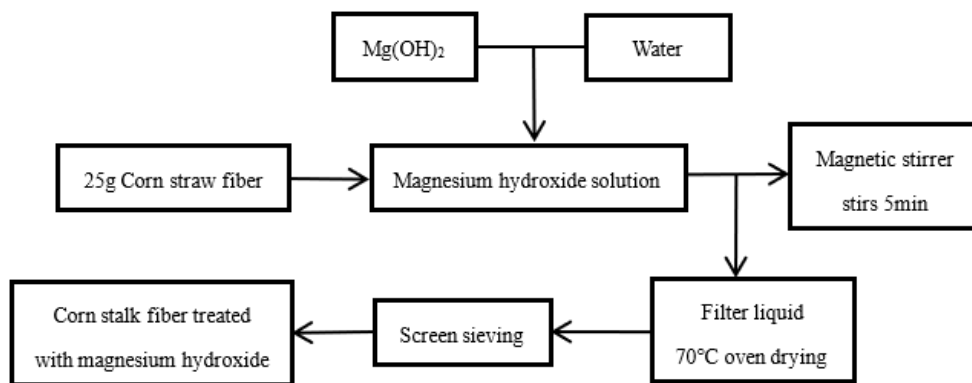 Mg(OH)₂
Water
25g Corn straw fiber
Magnesium hydroxide solution
Magnetic stirrer
stirs 5min
Corn stalk fiber treated
with magnesium hydroxide
Screen sieving
Filter liquid
70℃ oven drying